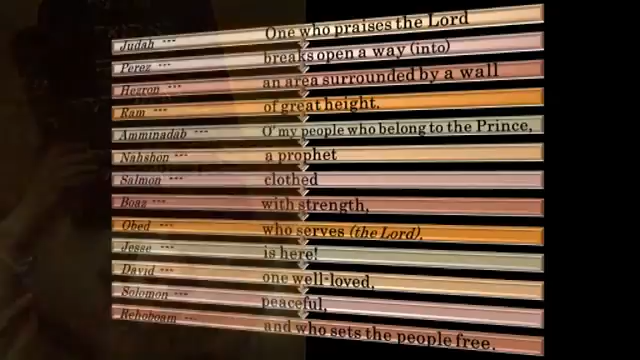 Judah --- One who praises the Lord
Perez --- breaks open a way (into)
Hezron --- an area surrounded by a wall
Ram --- of great height.
Amminadab --- O' my people who belong to the Prince,
Nahshon --- a prophet
Salmon --- clothed
Boaz --- with strength,
Obed --- who serves (the Lord).
Jesse --- is here!
David --- one well-loved,
Solomon --- peaceful,
Rehoboam --- and who sets the people free.